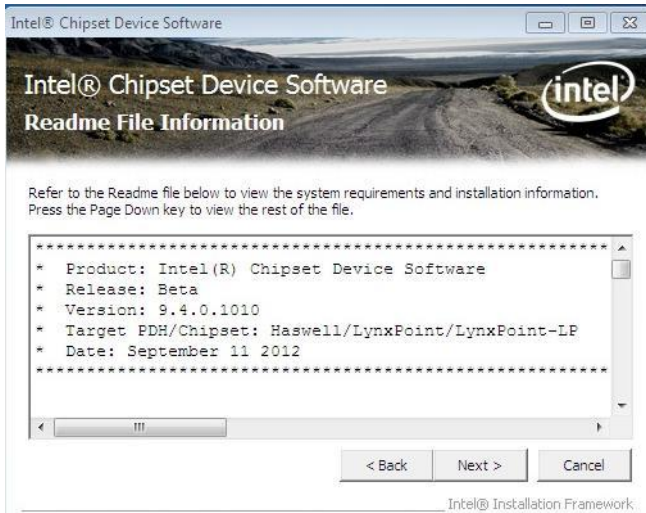 Intel® Chipset Device Software
Intel® Chipset Device Software
intel
Readme File Information
Refer to the Readme file below to view the system requirements and installation information.
Press the Page Down key to view the rest of the file.
*********************************************************
* Product: Intel(R) Chipset Device Software
* Release: Beta
* Version: 9.4.0.1010
* Target PDH/Chipset: Haswell/LynxPoint/LynxPoint-LP
* Date: September 11 2012
*********************************************************
< Back Next > Cancel
Intel® Installation Framework